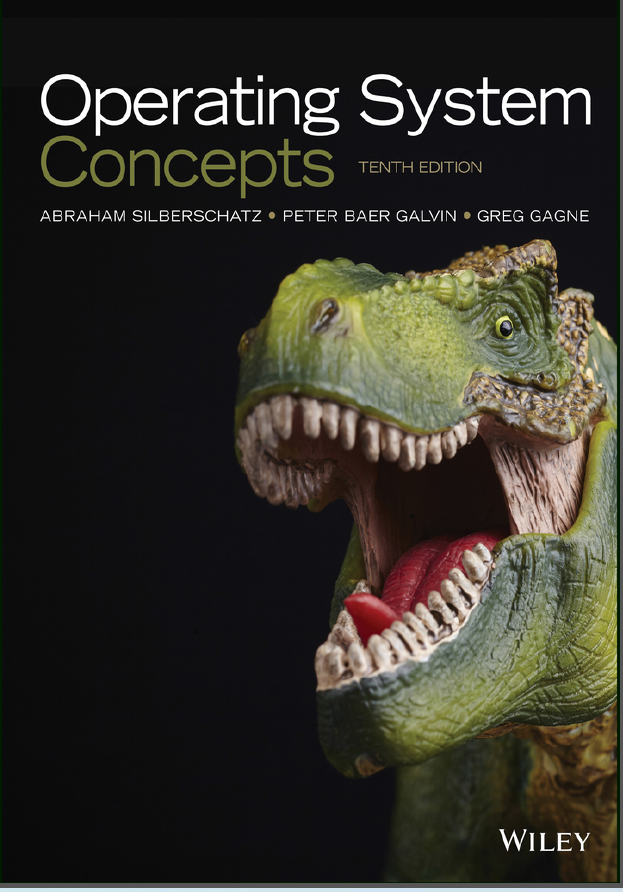 Operating System
Concepts TENTH EDITION
ABRAHAM SILBERSCHATZ • PETER BAER GALVIN • GREG GAGNE
WILEY